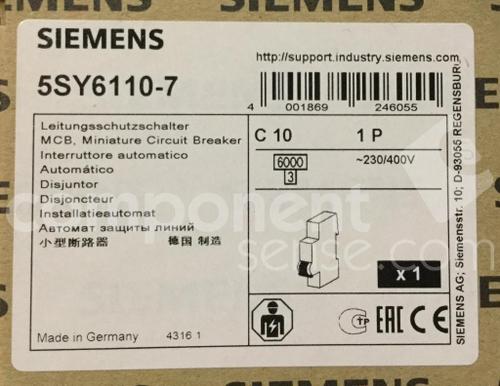 SIEMENS
http://support.industry.siemens.com
5SY6110-7
4 001869 246055
Leitungsschutzschalter
MCB, Miniature Circuit Breaker
Interruttore automatico
Automático
Disjuntor
Disjoncteur
Installatieautomat
Автомат защиты линий
小型断路器 德国 制造
C 10 1 P
6000
3
~230/400V
x 1
Made in Germany 4316 1
EAC CE
SIEMENS AG; Siemensstr. 10; D-93055 REGENSBURG
component
sense.com